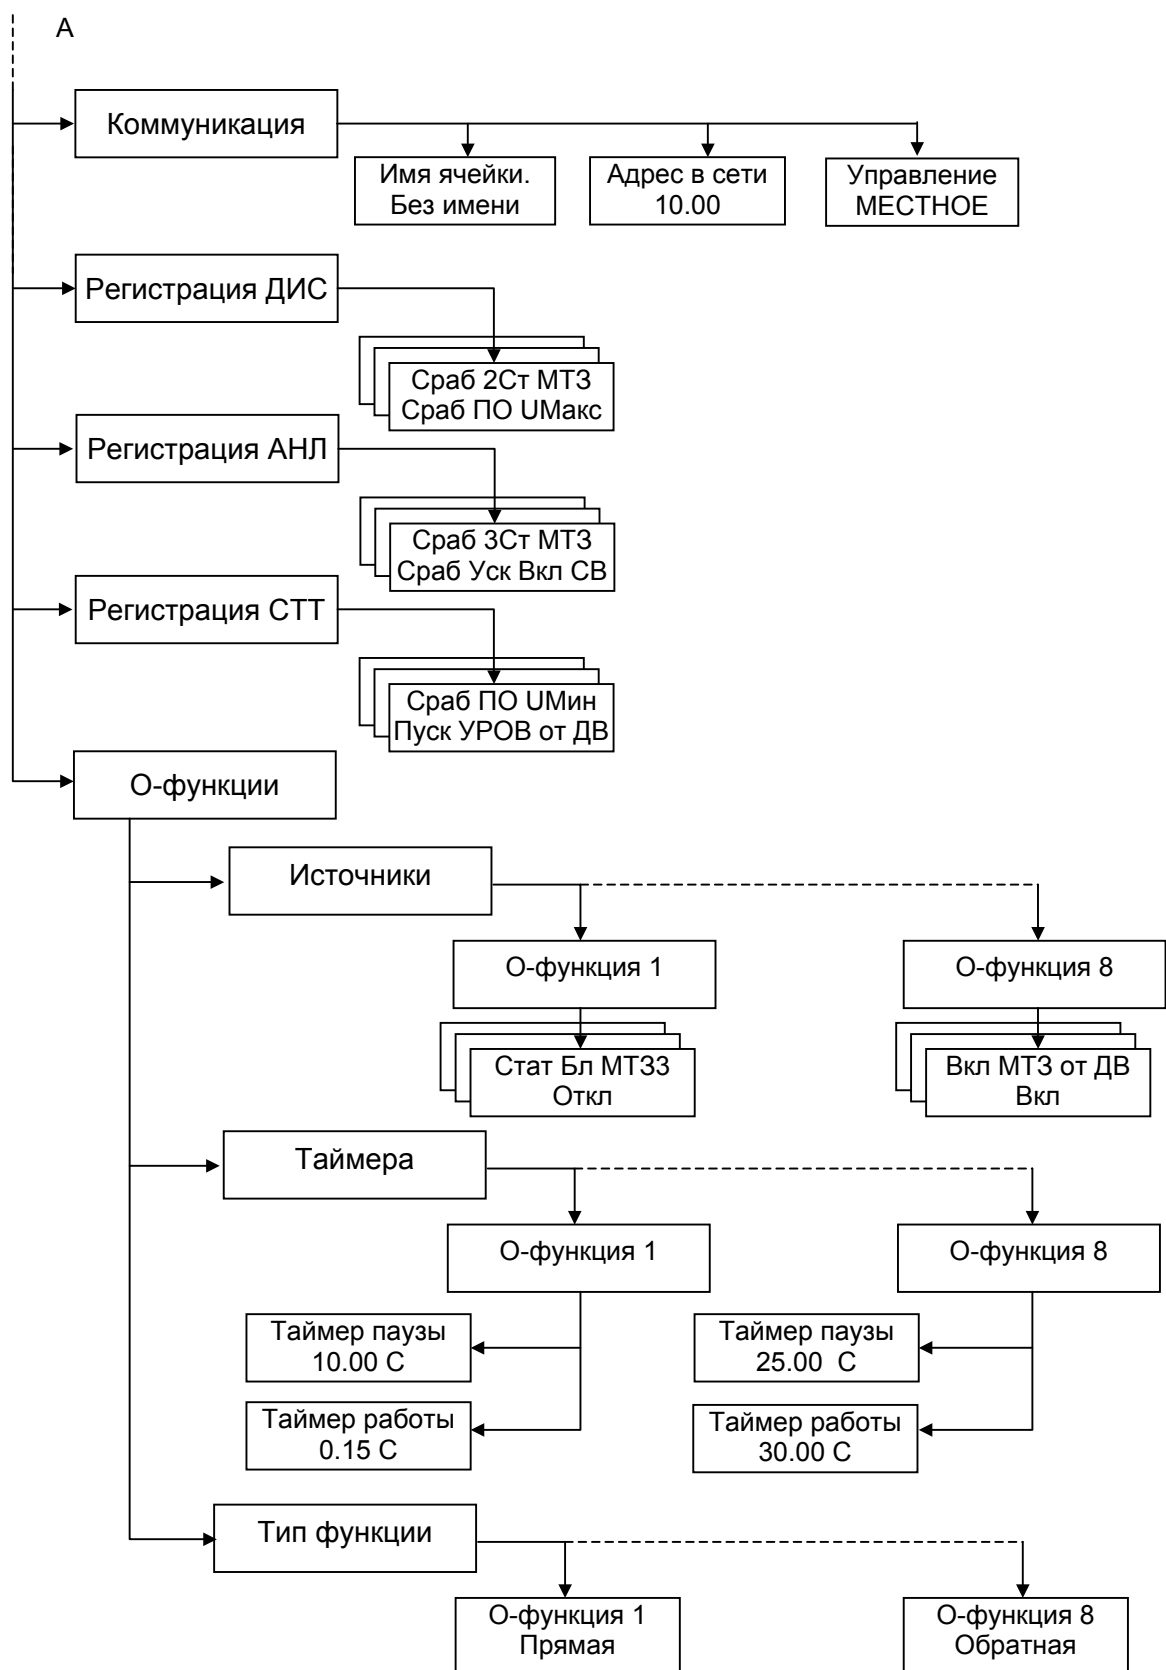 А
Коммуникация
Имя ячейки.
Без имени
Адрес в сети
10.00
Управление
МЕСТНОЕ
Регистрация ДИС
Сраб 2Ст МТЗ
Сраб ПО UМакс
Регистрация АНЛ
Сраб 3Ст МТЗ
Сраб Уск Вкл СВ
Регистрация СТТ
Сраб ПО UМин
Пуск УРОВ от ДВ
О-функции
Источники
О-функция 1
О-функция 8
Стат Бл МТЗ3
Откл
Вкл МТЗ от ДВ
Вкл
Таймера
О-функция 1
О-функция 8
Таймер паузы
10.00 С
Таймер паузы
25.00  С
Таймер работы
0.15 С
Таймер работы
30.00 С
Тип функции
О-функция 1
Прямая
О-функция 8
Обратная